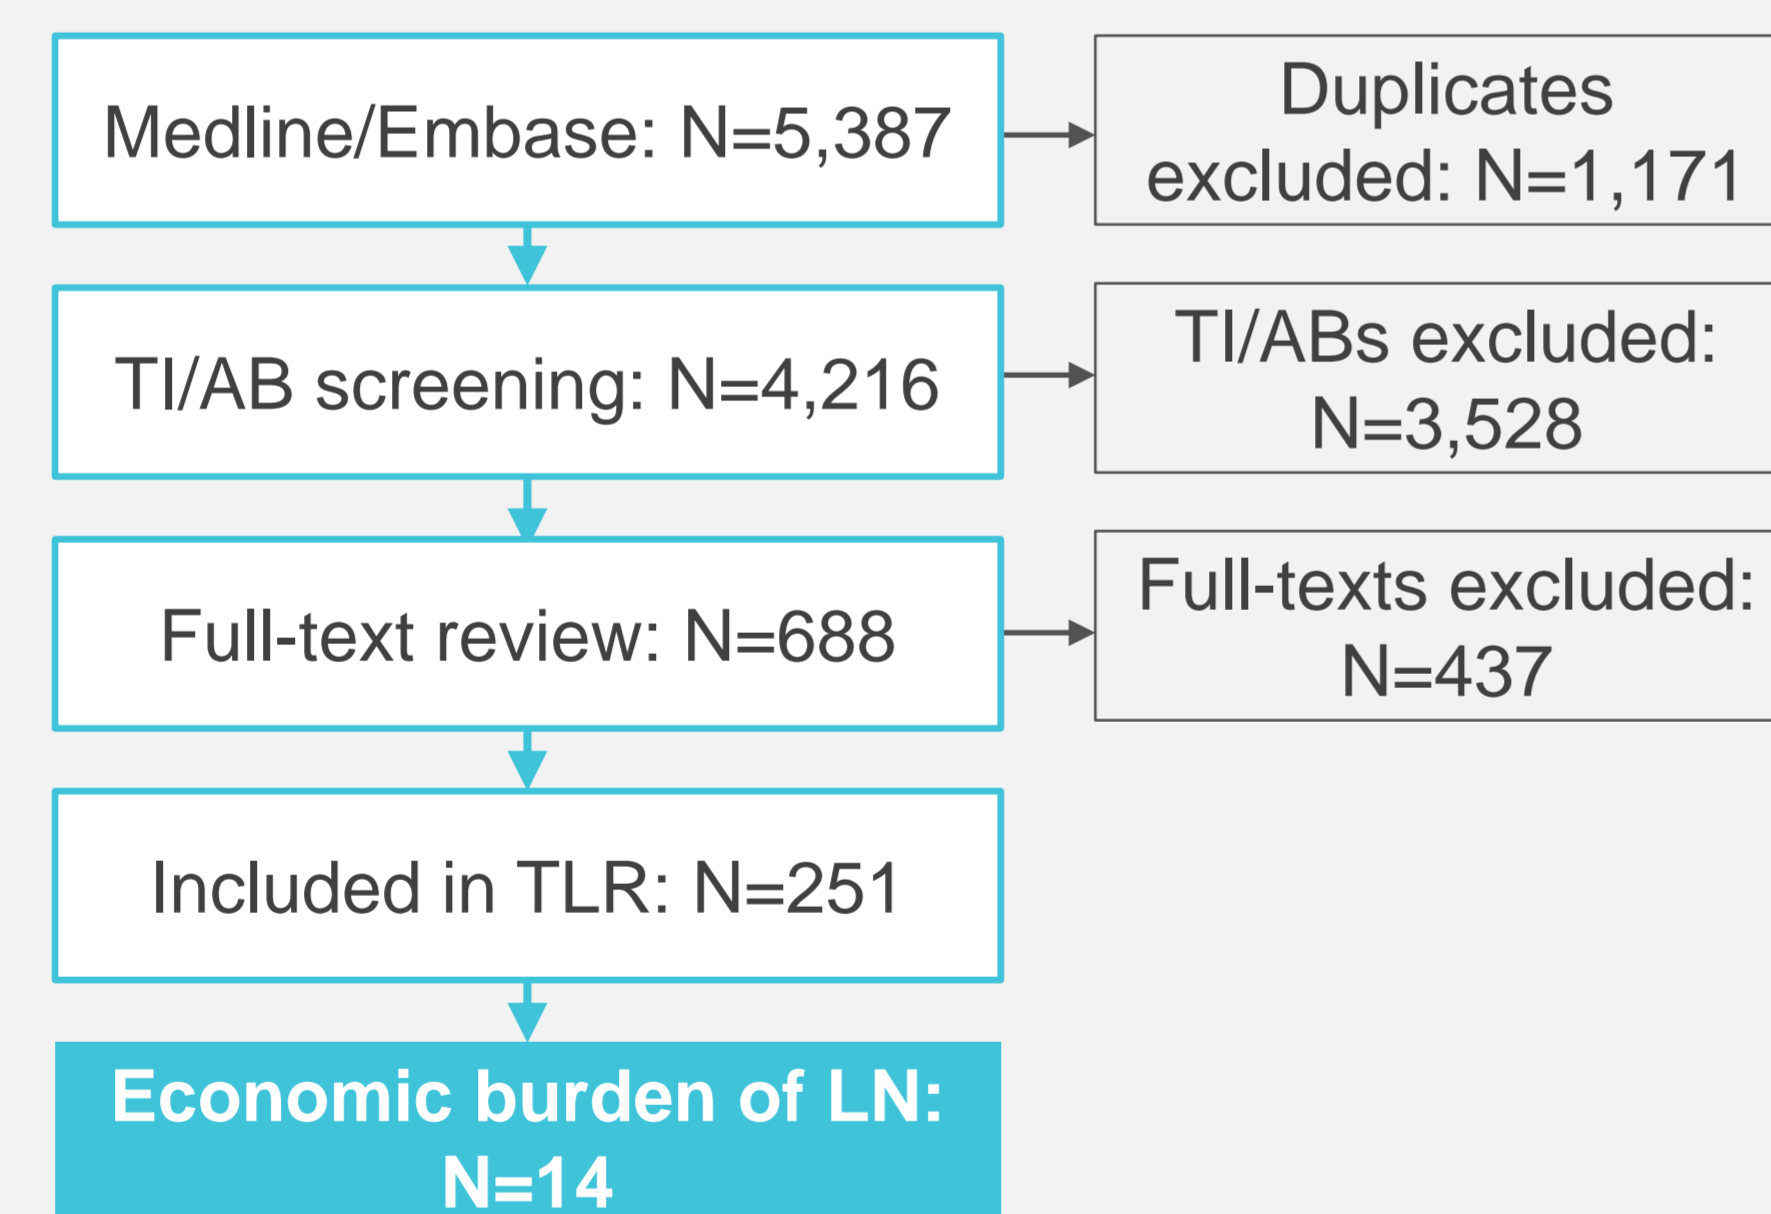 Medline/Embase: N=5,387
Duplicates
excluded: N=1,171
TI/AB screening: N=4,216
TI/ABs excluded:
N=3,528
Full-text review: N=688
Full-texts excluded:
N=437
Included in TLR: N=251
Economic burden of LN:
N=14